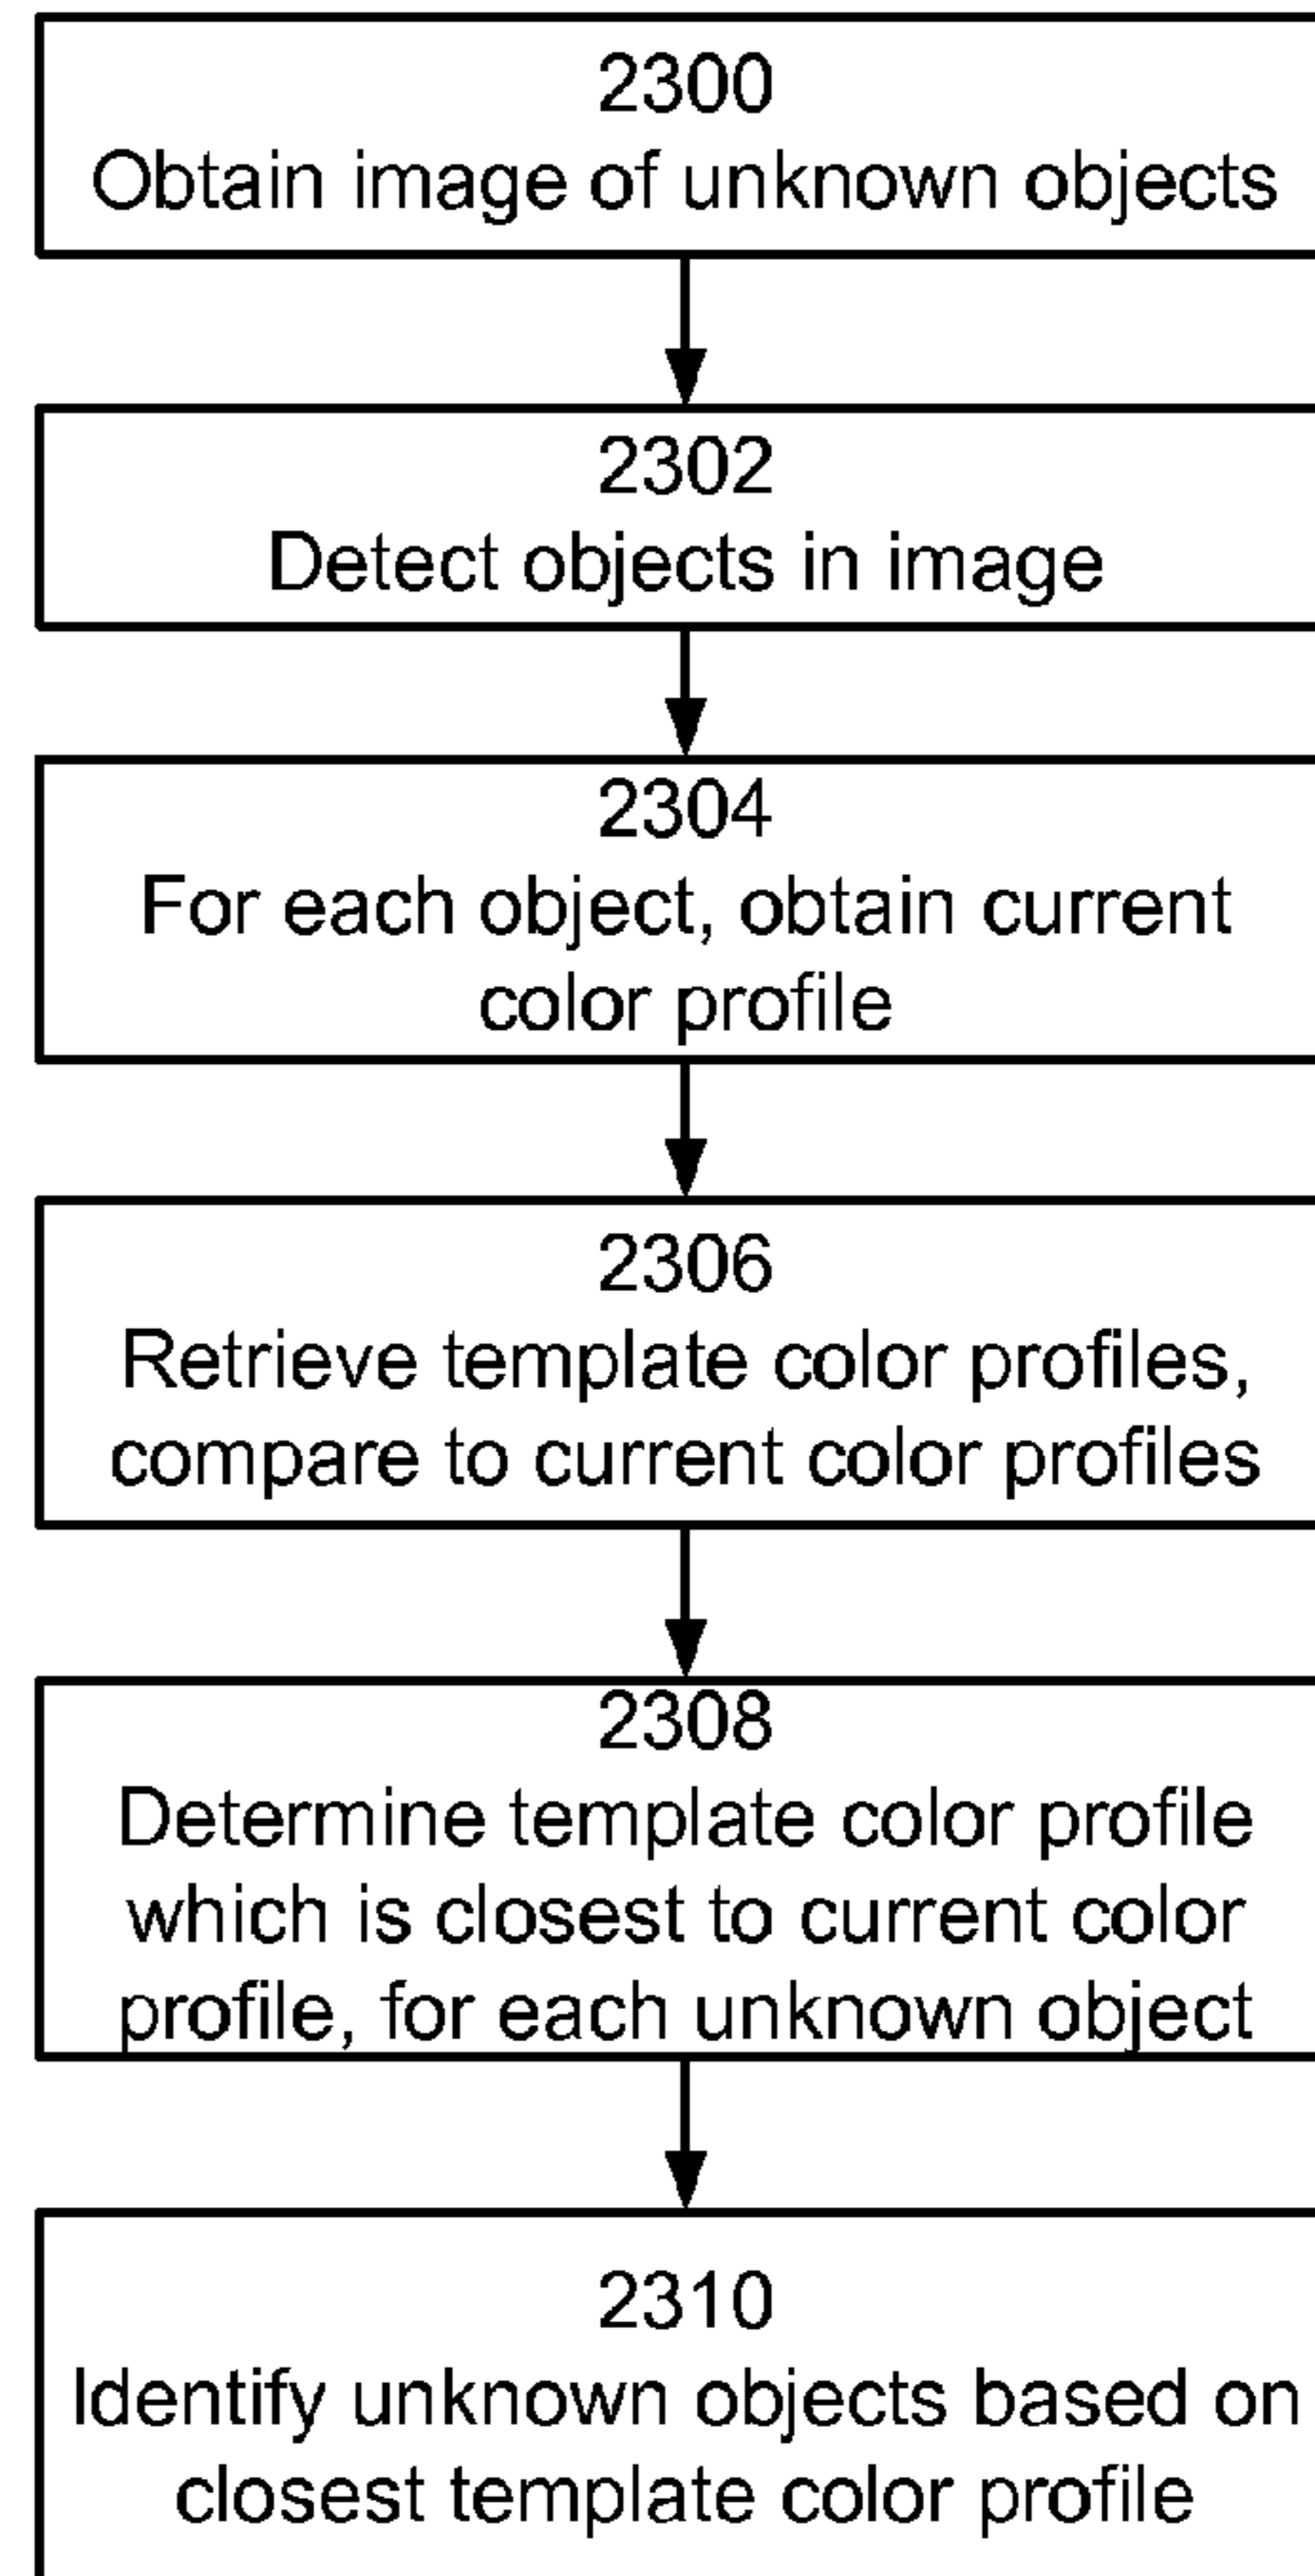 2300
Obtain image of unknown objects
2302
Detect objects in image
2304
For each object, obtain current
color profile
2306
Retrieve template color profiles,
compare to current color profiles
2308
Determine template color profile
which is closest to current color
profile, for each unknown object
2310
Identify unknown objects based on
closest template color profile